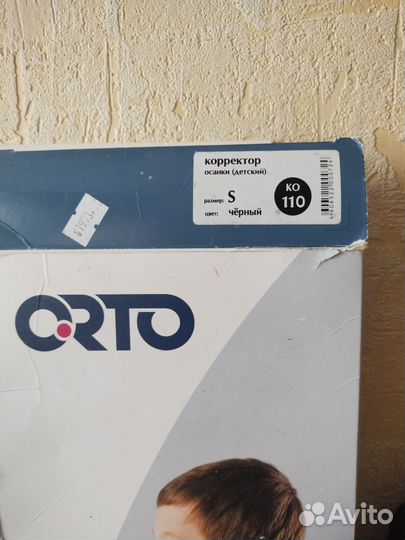 корректор
осанки (детский)
размер: S
цвет: чёрный
КО
110
ORTO
Avito